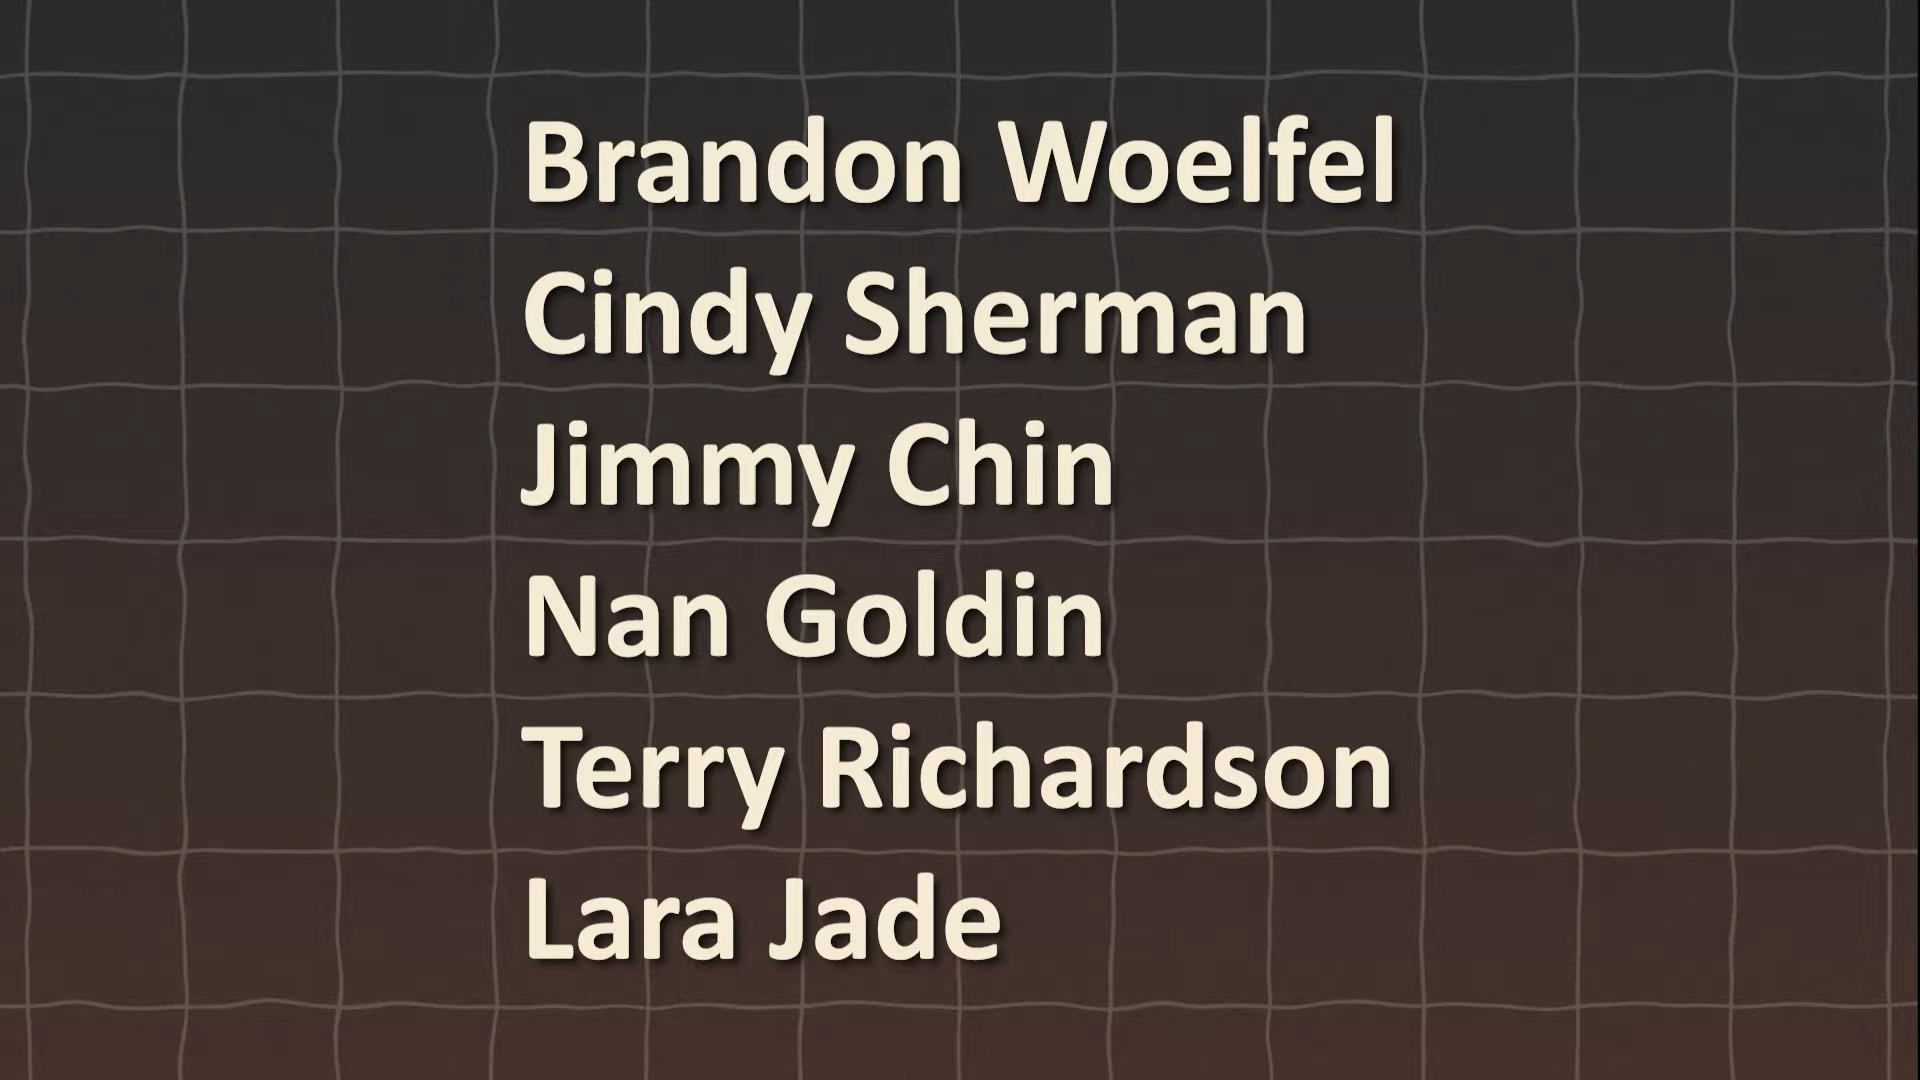 Brandon Woelfel
Cindy Sherman
Jimmy Chin
Nan Goldin
Terry Richardson
Lara Jade